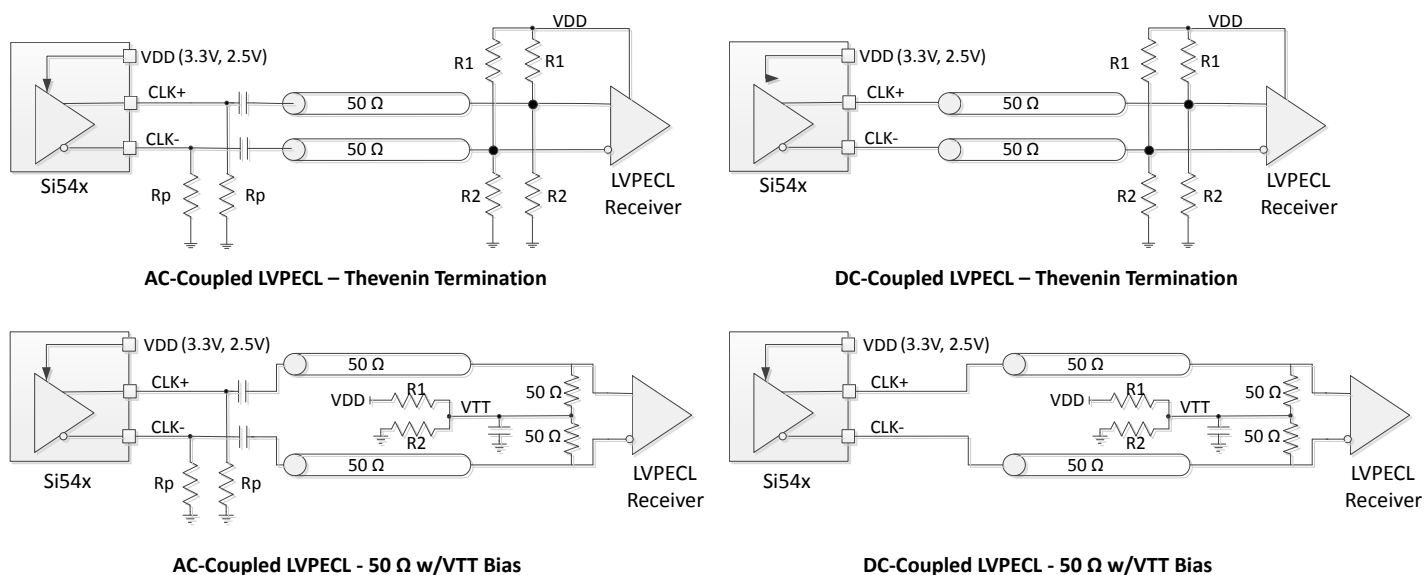 VDD
VDD (3.3V, 2.5V)
R1
R1
CLK+
50 Ω
CLK-
50 Ω
Si54x
Rp
Rp
R2
R2
LVPECL
Receiver
AC-Coupled LVPECL – Thevenin Termination
VDD
VDD (3.3V, 2.5V)
R1
R1
CLK+
50 Ω
CLK-
50 Ω
Si54x
R2
R2
LVPECL
Receiver
DC-Coupled LVPECL – Thevenin Termination
VDD (3.3V, 2.5V)
50 Ω
CLK+
R1
VDD
VTT
50 Ω
R2
50 Ω
CLK-
50 Ω
Si54x
Rp
Rp
LVPECL
Receiver
AC-Coupled LVPECL - 50 Ω w/VTT Bias
VDD (3.3V, 2.5V)
50 Ω
CLK+
R1
VDD
VTT
50 Ω
R2
50 Ω
CLK-
50 Ω
Si54x
LVPECL
Receiver
DC-Coupled LVPECL - 50 Ω w/VTT Bias